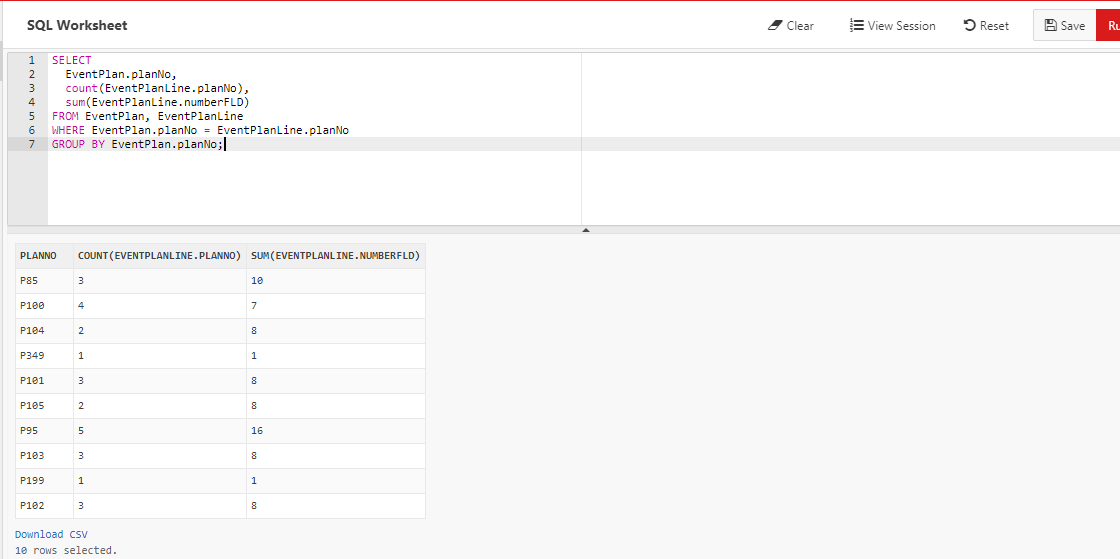 SQL Worksheet Clear View Session Reset Save Ru
1 SELECT
2 EventPlan.planNo,
3 count(EventPlanLine.planNo),
4 sum(EventPlanLine.numberFLD)
5 FROM EventPlan, EventPlanLine
6 WHERE EventPlan.planNo = EventPlanLine.planNo
7 GROUP BY EventPlan.planNo;
PLANNO COUNT(EVENTPLANLINE.PLANNO) SUM(EVENTPLANLINE.NUMBERFLD)
P85 3 10
P100 4 7
P104 2 8
P349 1 1
P101 3 8
P105 2 8
P95 5 16
P103 3 8
P199 1 1
P102 3 8
Download CSV
10 rows selected.